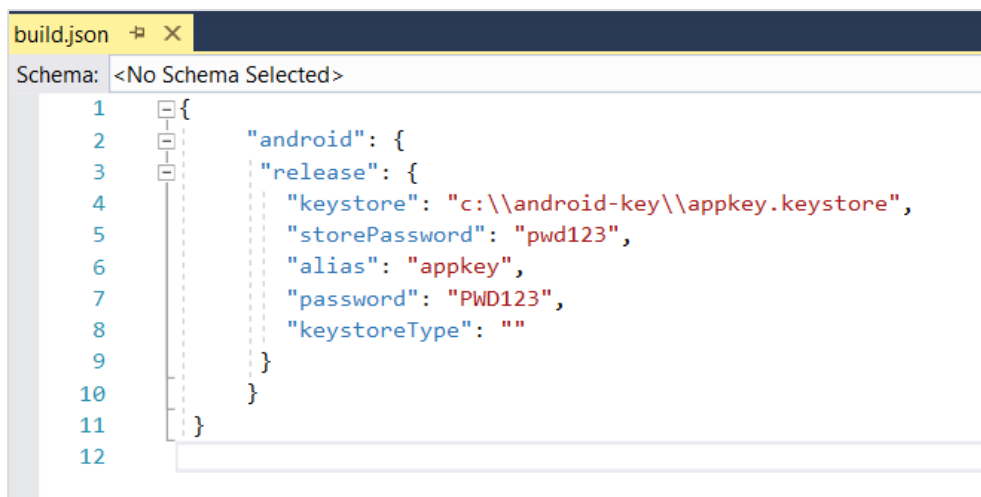 build.json
Schema: <No Schema Selected>
1 {
2 "android": {
3 "release": {
4 "keystore": "c:\\android-key\\appkey.keystore",
5 "storePassword": "pwd123",
6 "alias": "appkey",
7 "password": "PWD123",
8 "keystoreType": ""
9 }
10 }
11 }
12